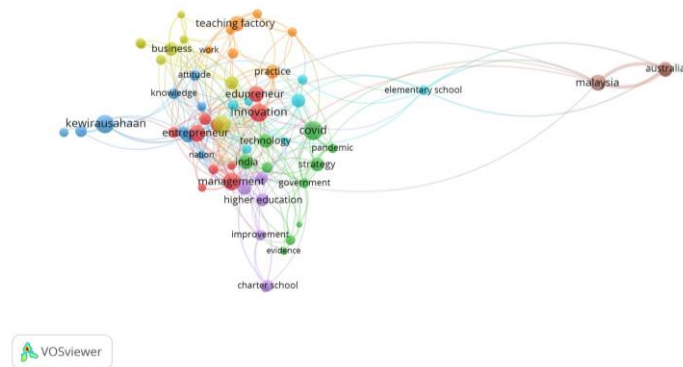 teaching factory
business
work
attitude
practice
knowledge
edupreneur
innovation
elementary school
malaysia
australia
kewirausahaan
entrepreneur
covid
technology
pandemic
nation
india
strategy
management
government
higher education
improvement
evidence
charter school
VOSviewer